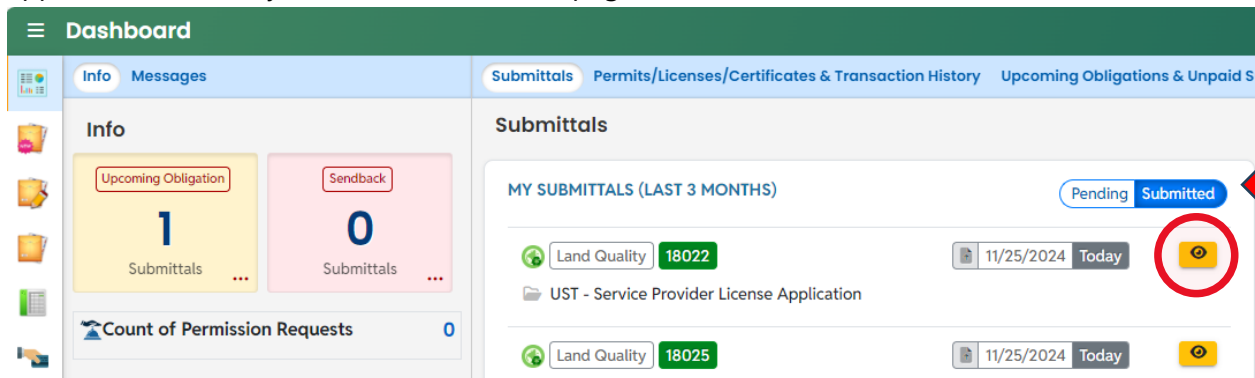 Dashboard
Info Messages
Submittals Permits/Licenses/Certificates & Transaction History Upcoming Obligations & Unpaid S
Info
Submittals
Upcoming Obligation
Sendback
MY SUBMITTALS (LAST 3 MONTHS)
Pending Submitted
1
0
Submittals ...
Submittals ...
Land Quality 18022 11/25/2024 Today
UST - Service Provider License Application
Count of Permission Requests 0
Land Quality 18025 11/25/2024 Today